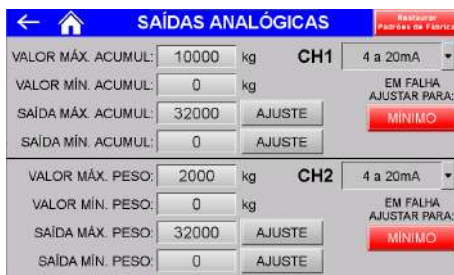 SAÍDAS ANALÓGICAS
Restaurar
Padrões de Fábrica
VALOR MÁX. ACUMUL: 10000 kg CH1 4 a 20mA
VALOR MÍN. ACUMUL: 0 kg EM FALHA
AJUSTAR PARA:
SAÍDA MÁX. ACUMUL: 32000 AJUSTE MÍNIMO
SAÍDA MÍN. ACUMUL: 0 AJUSTE
VALOR MÁX. PESO: 2000 kg CH2 4 a 20mA
VALOR MÍN. PESO: 0 kg EM FALHA
AJUSTAR PARA:
SAÍDA MÁX. PESO: 32000 AJUSTE MÍNIMO
SAÍDA MÍN. PESO: 0 AJUSTE